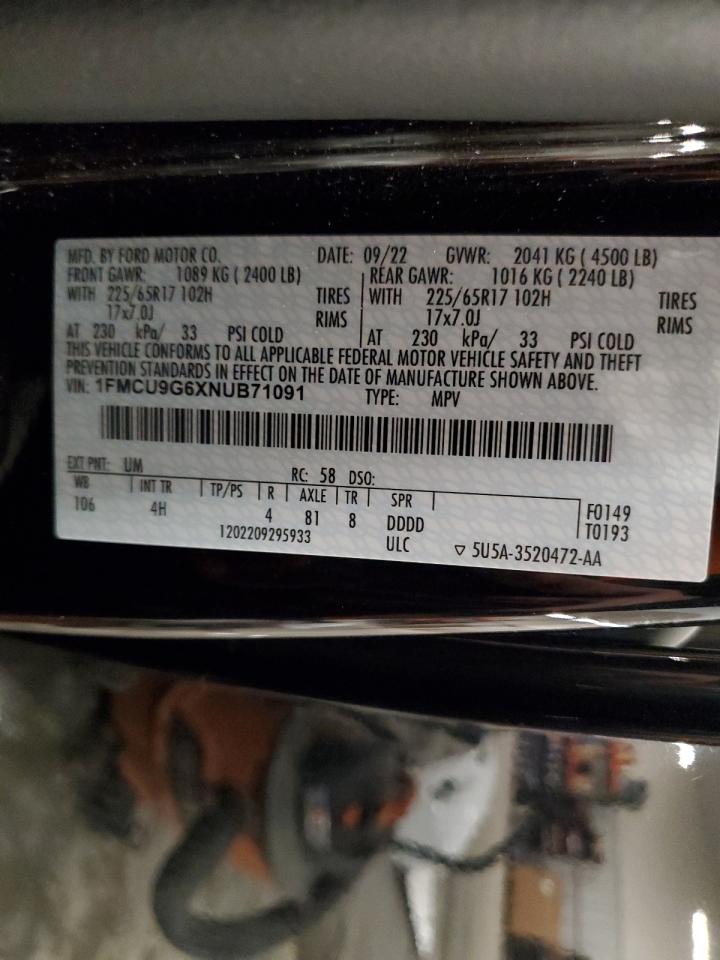 MFD. BY FORD MOTOR CO. DATE: 09/22 GVWR: 2041 KG ( 4500 LB)
FRONT GAWR: 1089 KG ( 2400 LB) REAR GAWR: 1016 KG ( 2240 LB)
WITH 225/65R17 102H TIRES WITH 225/65R17 102H TIRES
17x7.0J RIMS 17x7.0J RIMS
AT 230 kPa/ 33 PSI COLD AT 230 kPa/ 33 PSI COLD
THIS VEHICLE CONFORMS TO ALL APPLICABLE FEDERAL MOTOR VEHICLE SAFETY AND THEFT
PREVENTION STANDARDS IN EFFECT ON THE DATE OF MANUFACTURE SHOWN ABOVE.
VIN: 1FMCU9G6XNUB71091 TYPE: MPV
EXT PNT: UM RC: 58 DSO:
WB INT TR TP/PS R AXLE TR SPR F0149
106 4H 4 81 8 DDDD T0193
1202209295933 ULC ▽ 5U5A-3520472-AA